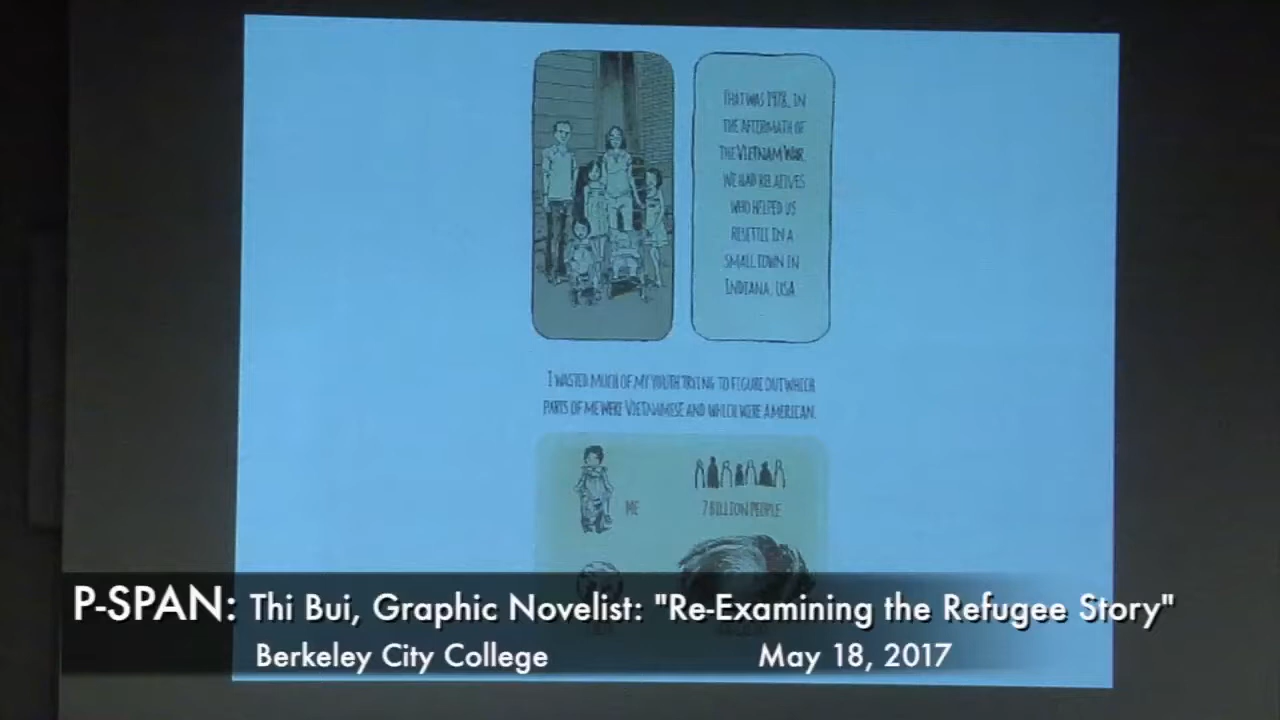 THAT WAS 1978, IN
THE AFTERMATH OF
THE VIETNAM WAR.
WE HAD RELATIVES
WHO HELPED US
RESETTLE IN A
SMALL TOWN IN
INDIANA, USA
I WASTED MUCH OF MY YOUTH TRYING TO FIGURE OUT WHICH
PARTS OF ME WERE VIETNAMESE AND WHICH WERE AMERICAN.
ME
7 BILLION PEOPLE
P-SPAN: Thi Bui, Graphic Novelist: "Re-Examining the Refugee Story"
Berkeley City College May 18, 2017